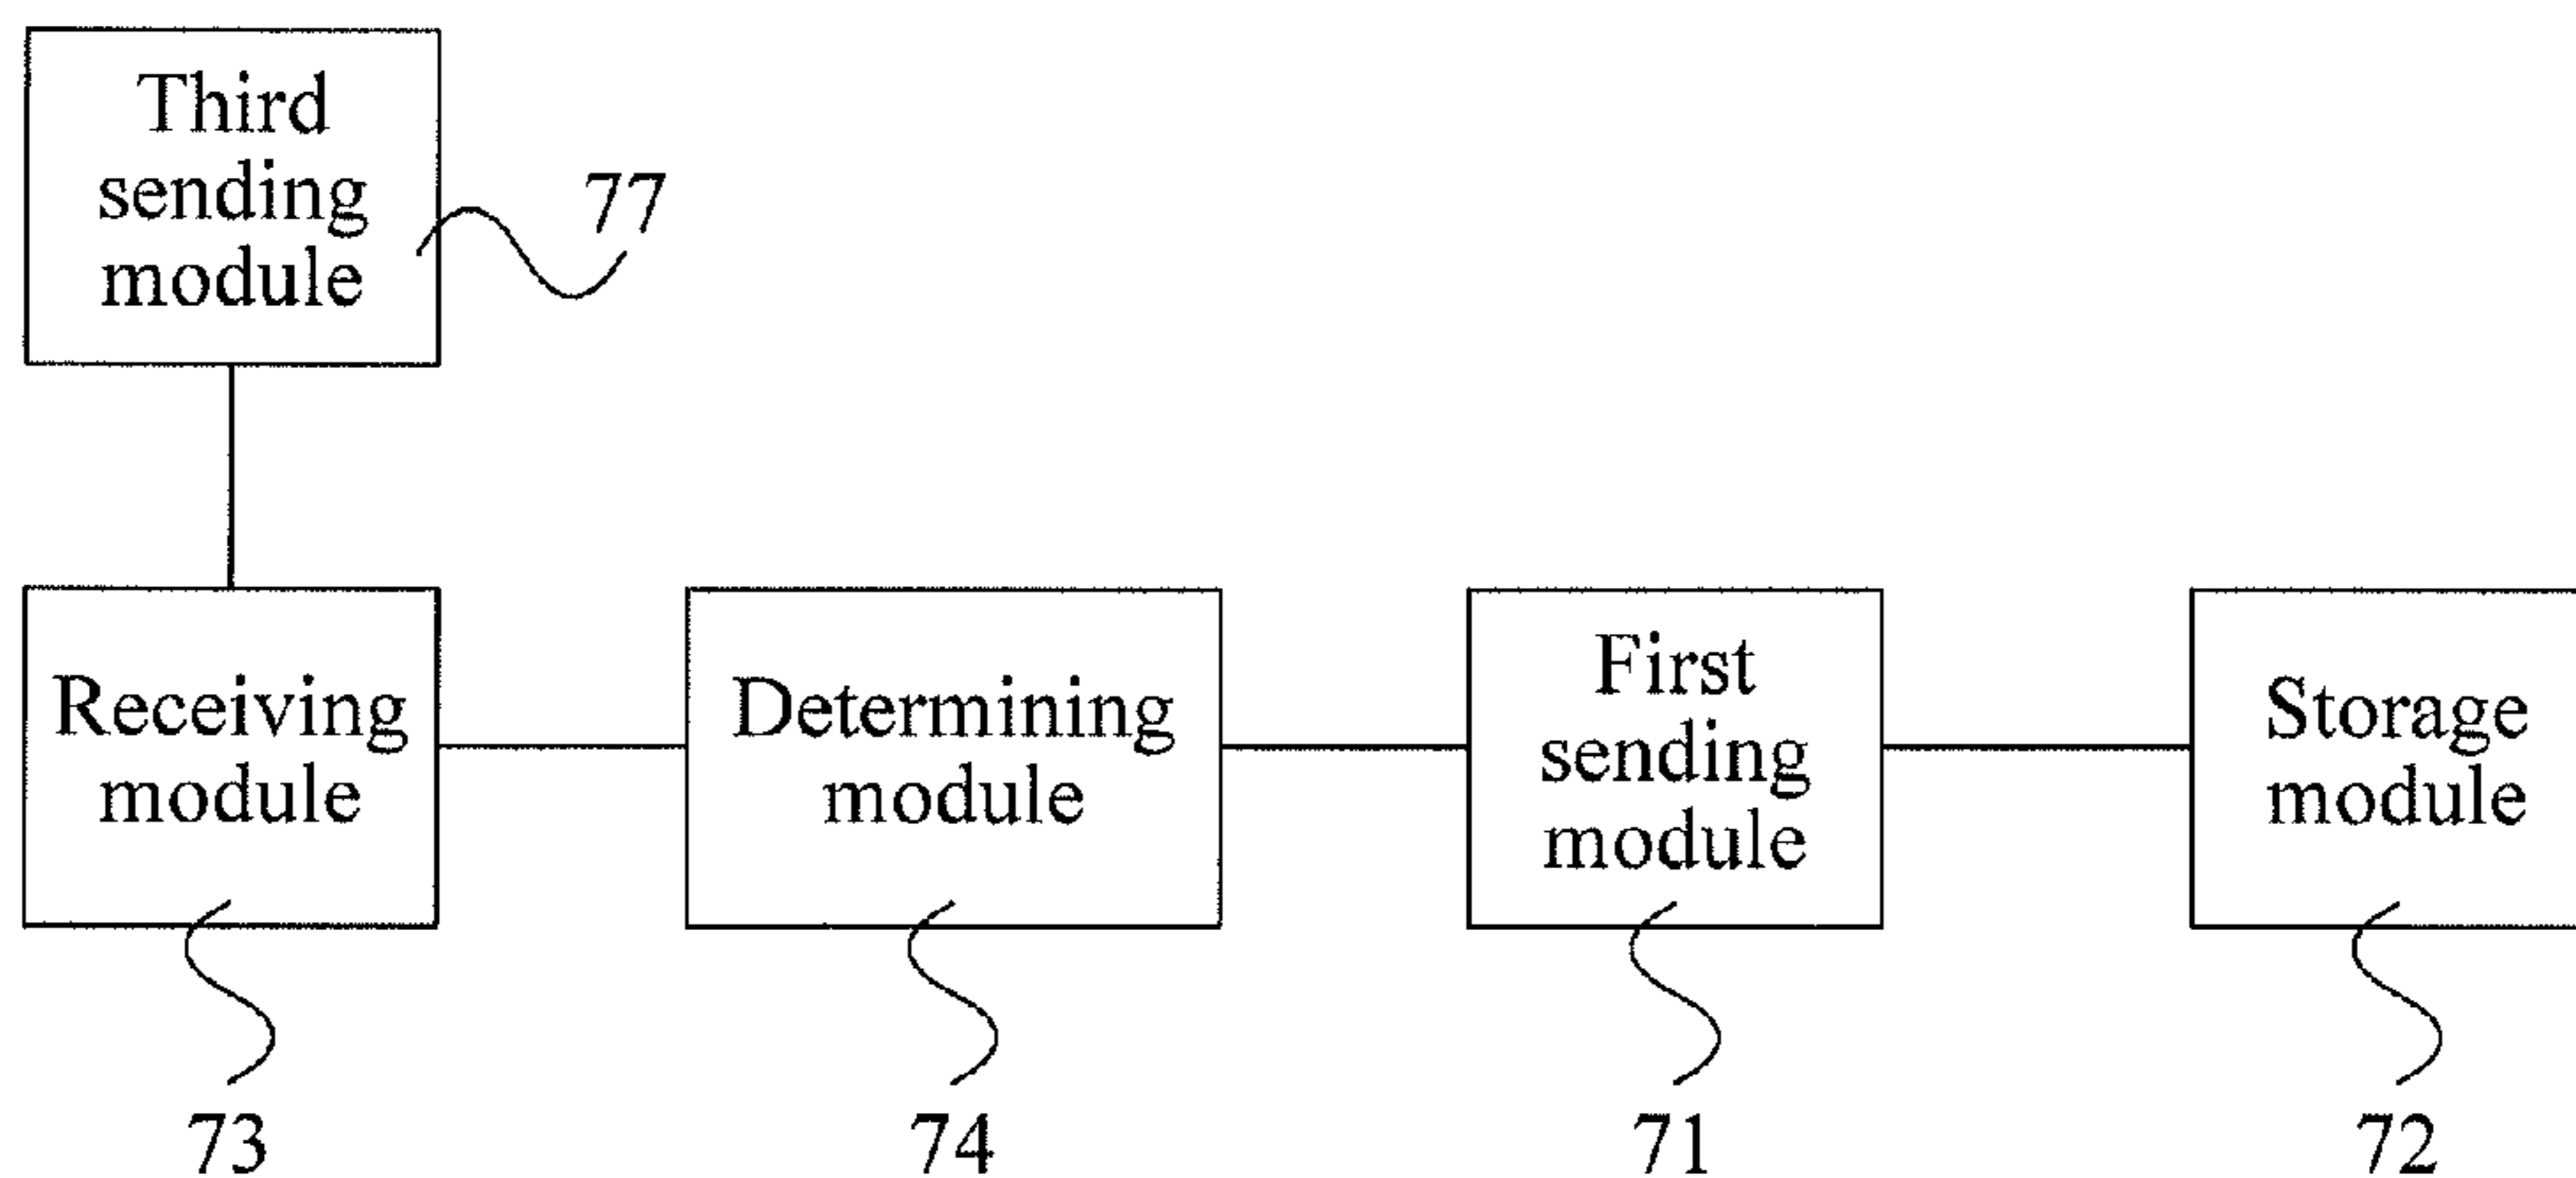 Third
sending
module
77
Receiving
module
Determining
module
First
sending
module
Storage
module
73
74
71
72